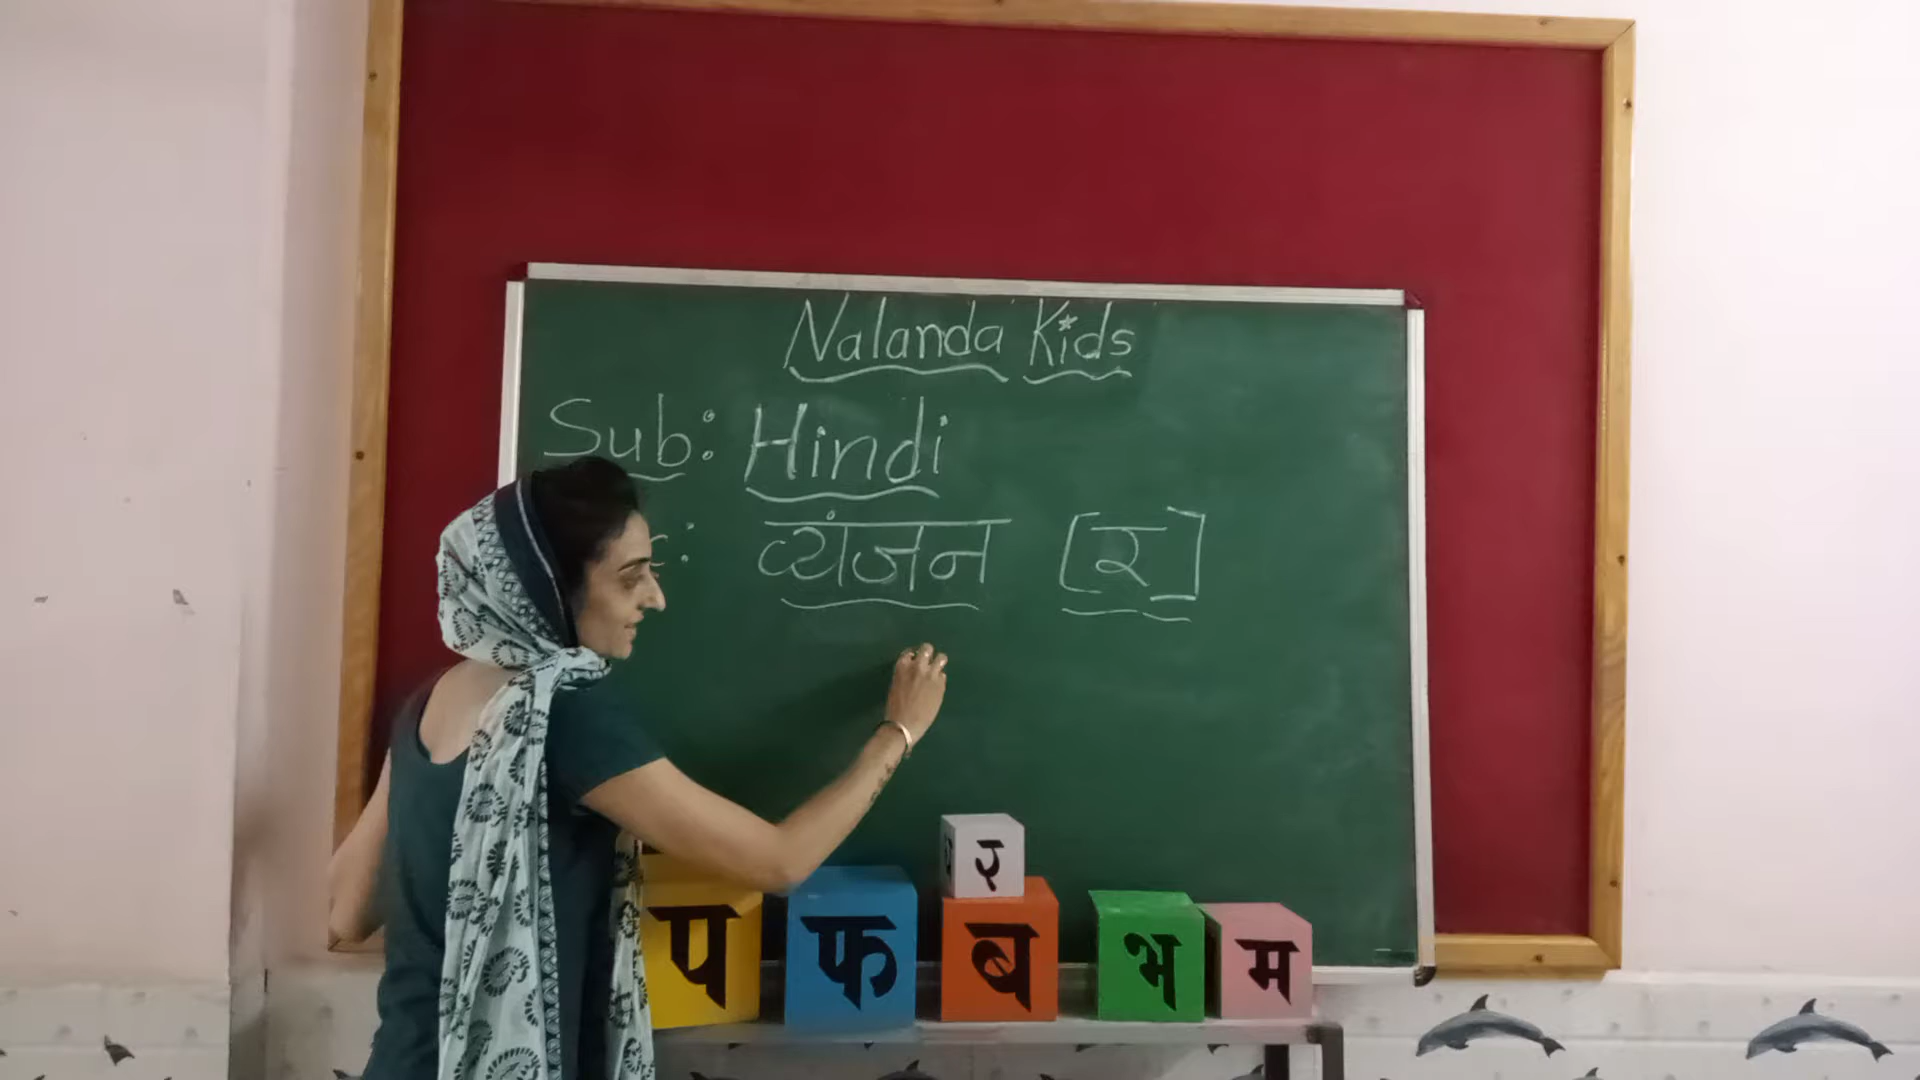 Nalanda Kids
Sub: Hindi
व्यंजन [र]
र
प फ ब भ म